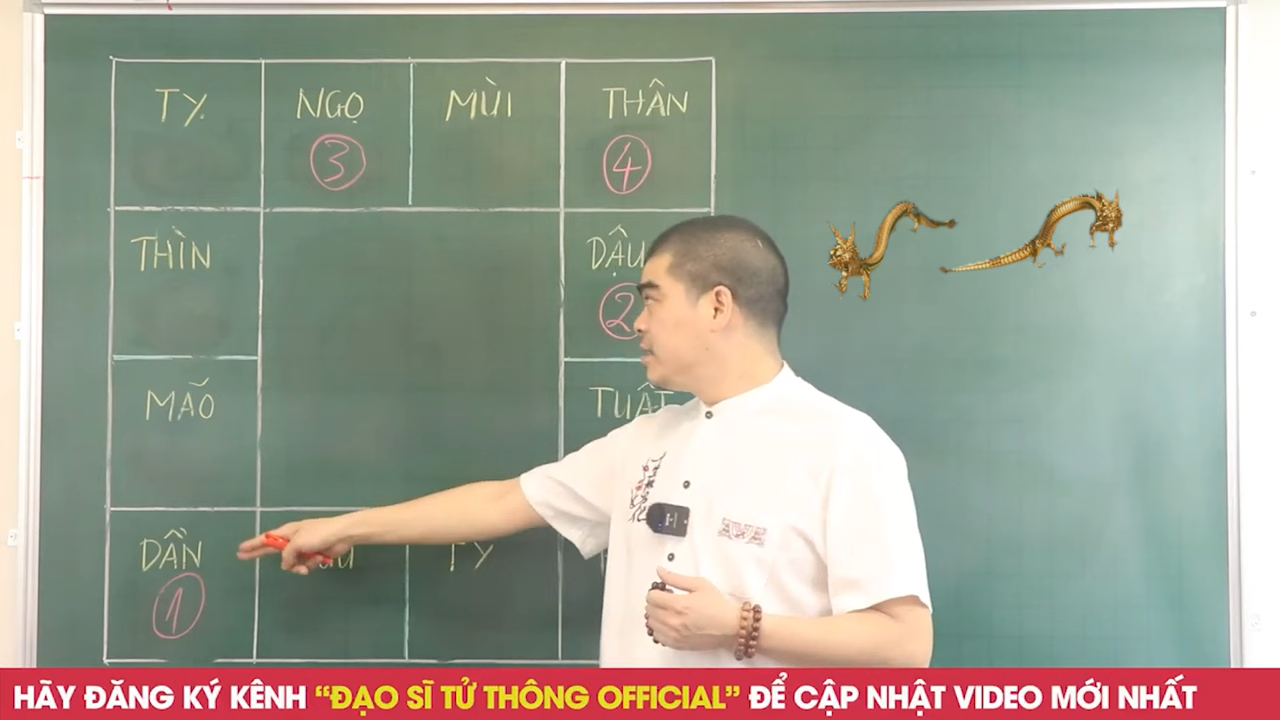 TỴ
NGỌ
MÙI
THÂN
3
4
THÌN
DẬU
2
MÃO
TUẤT
DẦN
TÝ
1
HÃY ĐĂNG KÝ KÊNH “ĐẠO SĨ TỬ THÔNG OFFICIAL” ĐỂ CẬP NHẬT VIDEO MỚI NHẤT